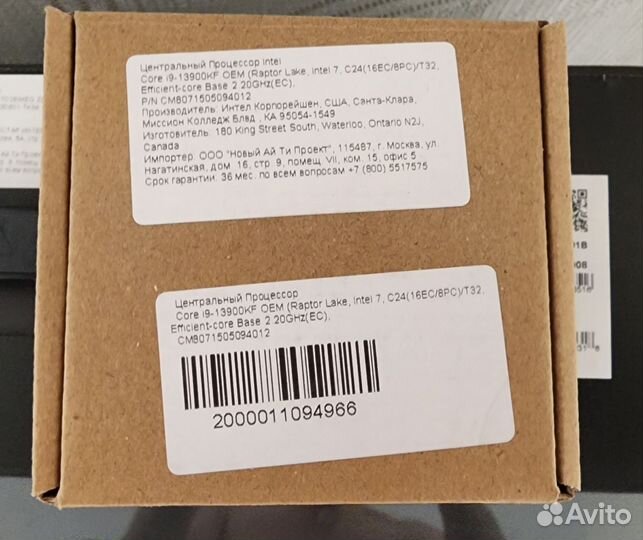 Центральный Процессор Intel
Core i9-13900KF OEM (Raptor Lake, Intel 7, C24(16EC/8PC)/T32,
Efficient-core Base 2.20GHz(EC),
P/N CM8071505094012
Производитель: Интел Корпорейшен, США, Санта-Клара,
Миссион Колледж Блвд , КА 95054-1549
Изготовитель: 180 King Street South, Waterloo, Ontario N2J,
Canada
Импортер: ООО "Новый Ай Ти Проект", 115487, г. Москва, ул.
Нагатинская, дом 16, стр. 9, помещ. VII, ком. 15, офис 5
Срок гарантии: 36 мес. по всем вопросам +7 (800) 5517575
Центральный Процессор
Core i9-13900KF OEM (Raptor Lake, Intel 7, C24(16EC/8PC)/T32,
Efficient-core Base 2.20GHz(EC),
CM8071505094012
2000011094966
Avito